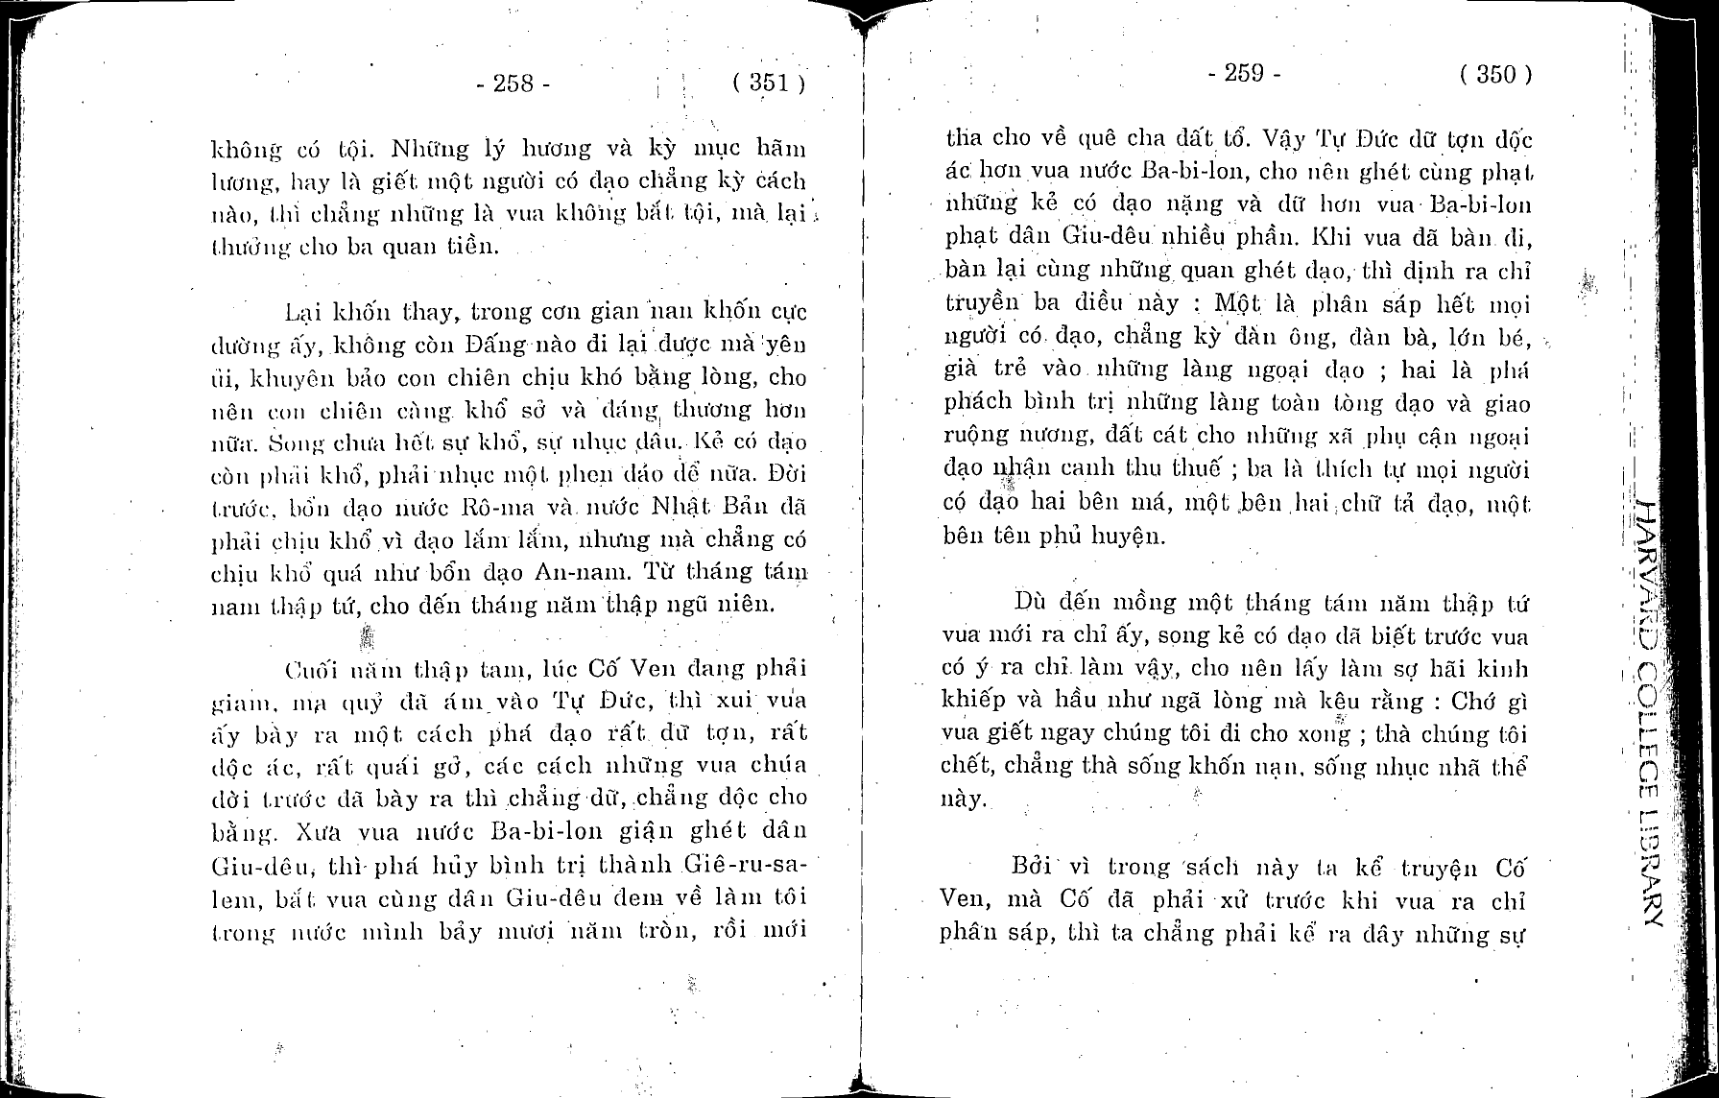 - 258 - ( 351 )
không có tội. Những lý hương và kỳ mục hãm
lương, hay là giết một người có đạo chẳng kỳ cách
nào, thì chẳng những là vua không bắt tội, mà lại
thưởng cho ba quan tiền.
Lại khốn thay, trong cơn gian nan khốn cực
dường ấy, không còn Đấng nào đi lại được mà yên
ủi, khuyên bảo con chiên chịu khó bằng lòng, cho
nên con chiên càng khổ sở và đáng thương hơn
nữa. Song chưa hết sự khổ, sự nhục đâu. Kẻ có đạo
còn phải khổ, phải nhục một phen dáo dể nữa. Đời
trước, bổn đạo nước Rô-ma và nước Nhật Bản đã
phải chịu khổ vì đạo lắm lắm, nhưng mà chẳng có
chịu khổ quá như bổn đạo An-nam. Từ tháng tám
nam thập tứ, cho đến tháng năm thập ngũ niên.
Cuối năm thập tam, lúc Cố Ven đang phải
giam, ma quỷ đã ám vào Tự Đức, thì xui vua
ấy bày ra một cách phá đạo rất dữ tợn, rất
độc ác, rất quái gở, các cách những vua chúa
đời trước đã bày ra thì chẳng dữ, chẳng độc cho
bằng. Xưa vua nước Ba-bi-lon giận ghét dân
Giu-dêu, thì phá hủy bình trị thành Giê-ru-sa-
lem, bắt vua cùng dân Giu-dêu đem về làm tôi
trong nước mình bảy mươi năm tròn, rồi mới
- 259 - ( 350 )
tha cho về quê cha đất tổ. Vậy Tự Đức dữ tợn độc
ác hơn vua nước Ba-bi-lon, cho nên ghét cùng phạt
những kẻ có đạo nặng và dữ hơn vua Ba-bi-lon
phạt dân Giu-dêu nhiều phần. Khi vua đã bàn đi,
bàn lại cùng những quan ghét đạo, thì định ra chỉ
truyền ba điều này : Một là phân sáp hết mọi
người có đạo, chẳng kỳ đàn ông, đàn bà, lớn bé,
già trẻ vào những làng ngoại đạo ; hai là phá
phách bình trị những làng toàn tòng đạo và giao
ruộng nương, đất cát cho những xã phụ cận ngoại
đạo nhận canh thu thuế ; ba là thích tự mọi người
có đạo hai bên má, một bên hai chữ tả đạo, một
bên tên phủ huyện.
Dù đến mồng một tháng tám năm thập tứ
vua mới ra chỉ ấy, song kẻ có đạo đã biết trước vua
có ý ra chỉ làm vậy, cho nên lấy làm sợ hãi kinh
khiếp và hầu như ngã lòng mà kêu rằng : Chớ gì
vua giết ngay chúng tôi đi cho xong ; thà chúng tôi
chết, chẳng thà sống khốn nạn, sống nhục nhã thể
này.
Bởi vì trong sách này ta kể truyện Cố
Ven, mà Cố đã phải xử trước khi vua ra chỉ
phân sáp, thì ta chẳng phải kể ra đây những sự
HARVARD COLLEGE LIBRARY